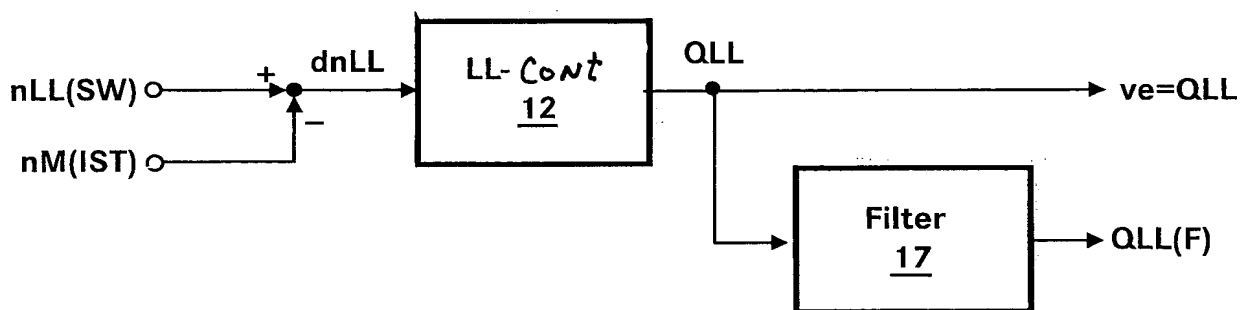 nLL(SW)
+
dnLL
LL-Cont
12
QLL
ve=QLL
−
nM(IST)
Filter
17
QLL(F)